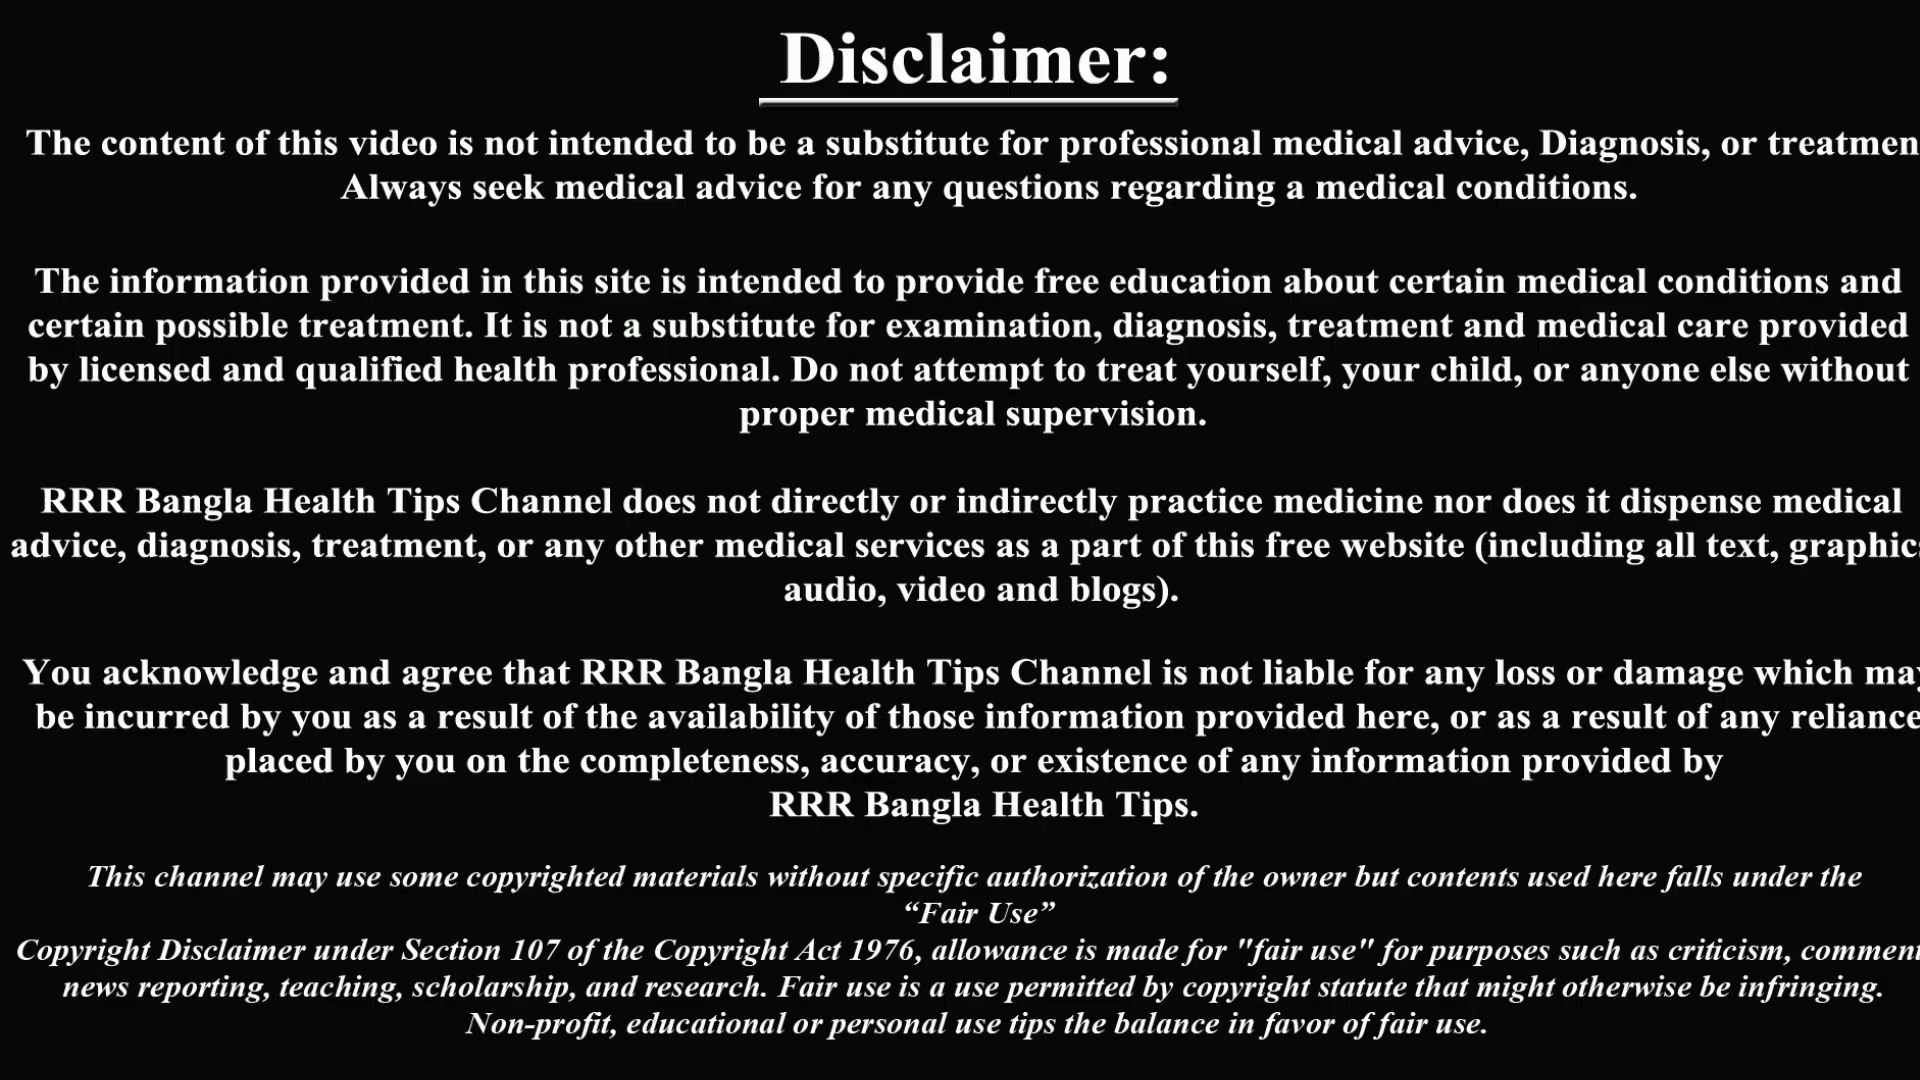 Disclaimer:
The content of this video is not intended to be a substitute for professional medical advice, Diagnosis, or treatmen
Always seek medical advice for any questions regarding a medical conditions.
The information provided in this site is intended to provide free education about certain medical conditions and
certain possible treatment. It is not a substitute for examination, diagnosis, treatment and medical care provided
by licensed and qualified health professional. Do not attempt to treat yourself, your child, or anyone else without
proper medical supervision.
RRR Bangla Health Tips Channel does not directly or indirectly practice medicine nor does it dispense medical
advice, diagnosis, treatment, or any other medical services as a part of this free website (including all text, graphics
audio, video and blogs).
You acknowledge and agree that RRR Bangla Health Tips Channel is not liable for any loss or damage which may
be incurred by you as a result of the availability of those information provided here, or as a result of any reliance
placed by you on the completeness, accuracy, or existence of any information provided by
RRR Bangla Health Tips.
This channel may use some copyrighted materials without specific authorization of the owner but contents used here falls under the
“Fair Use”
Copyright Disclaimer under Section 107 of the Copyright Act 1976, allowance is made for "fair use" for purposes such as criticism, comment
news reporting, teaching, scholarship, and research. Fair use is a use permitted by copyright statute that might otherwise be infringing.
Non-profit, educational or personal use tips the balance in favor of fair use.